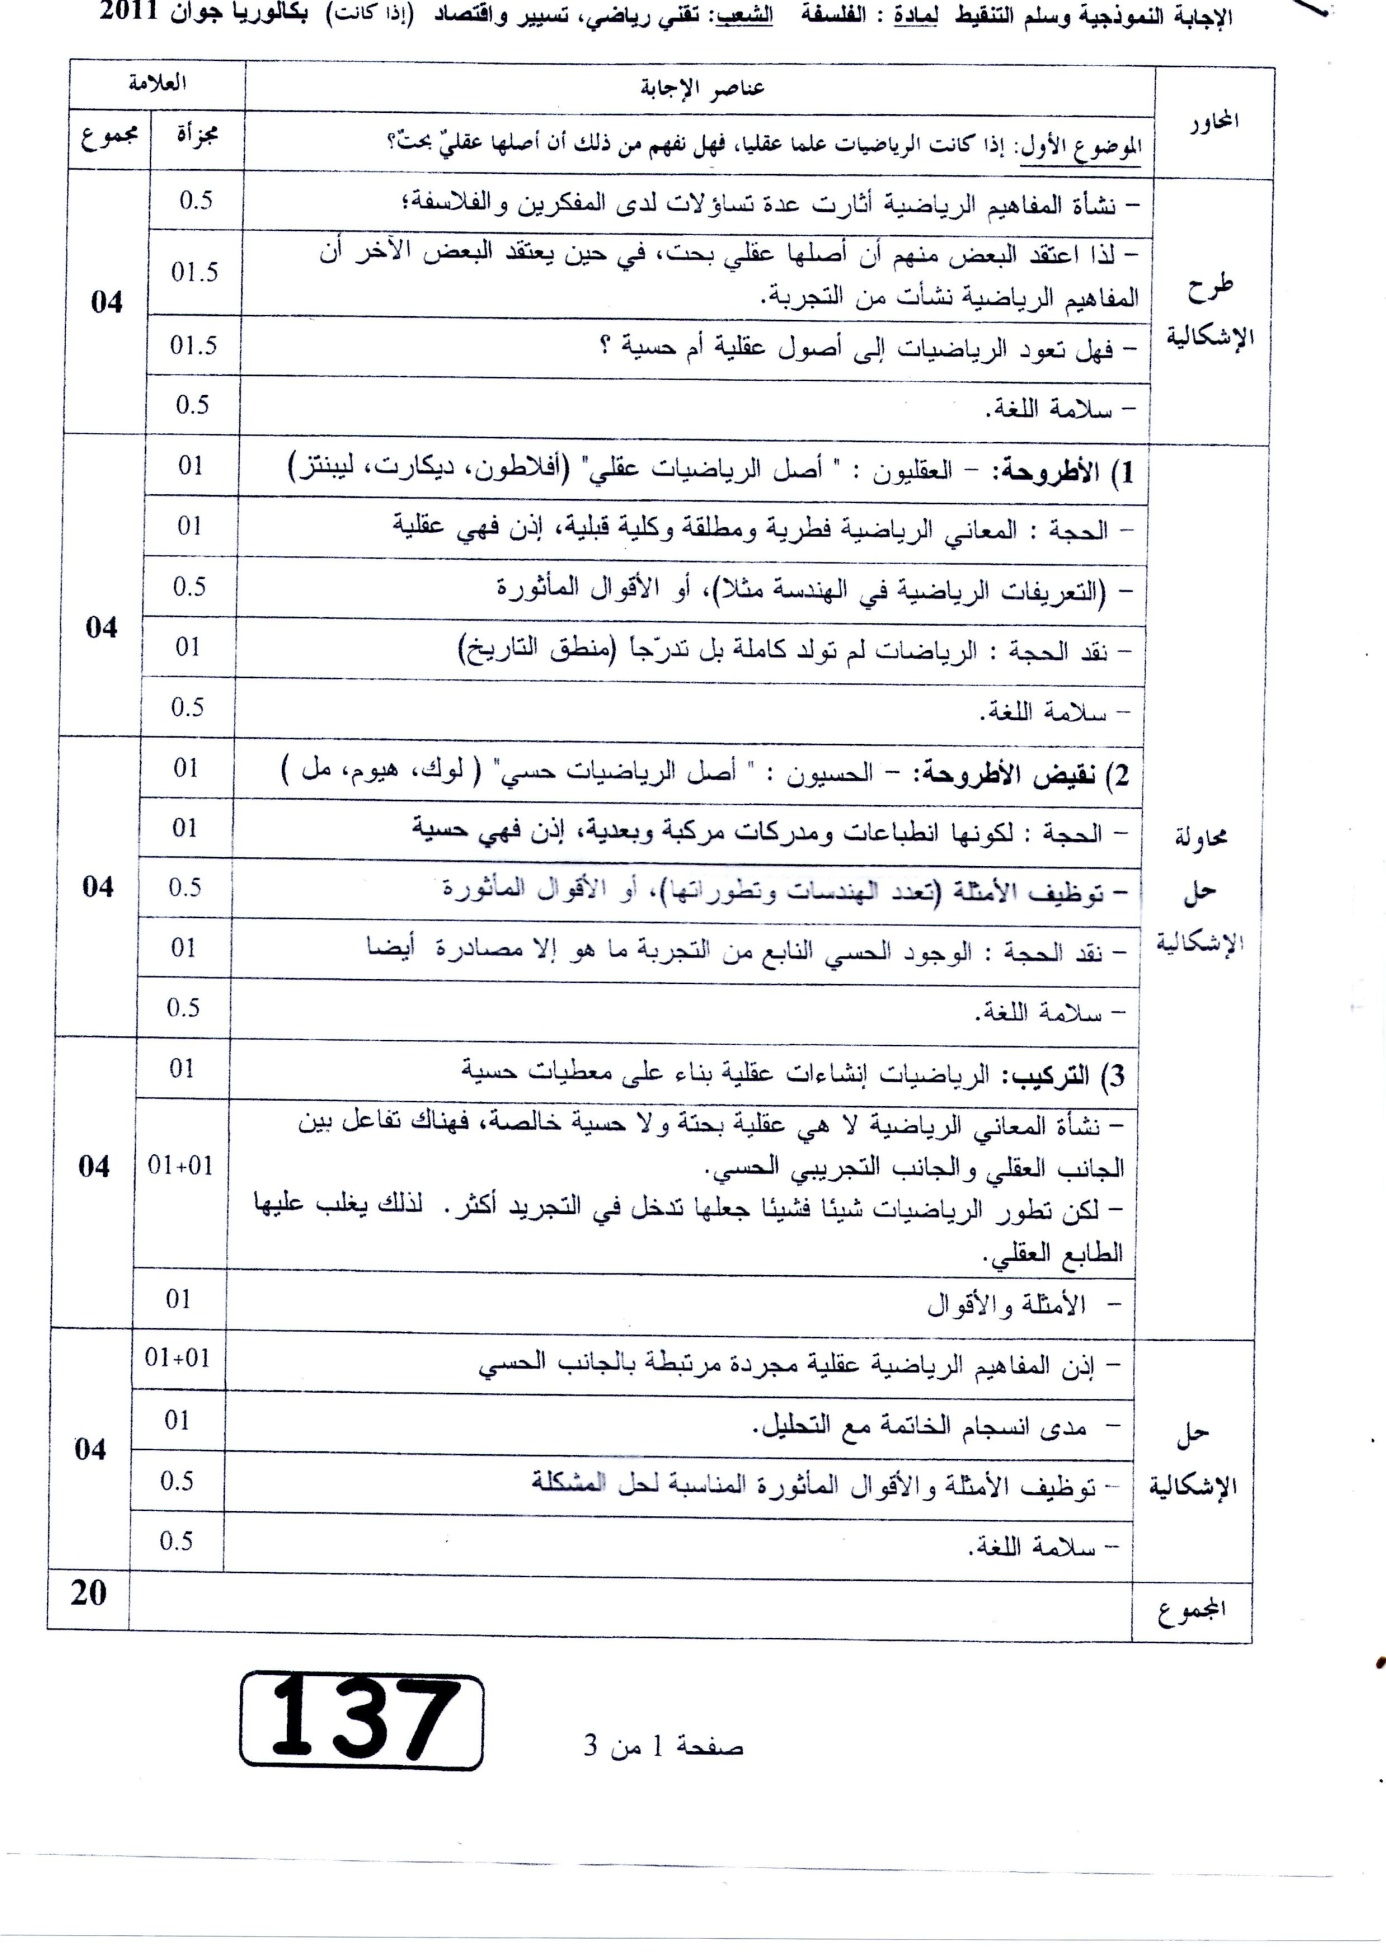 الإجابة النموذجية وسلم التنقيط لمادة : الفلسفة الشعب: تقني رياضي، تسيير واقتصاد (إذا كانت) بكالوريا جوان 2011
المحاور
عناصر الإجابة
العلامة
الموضوع الأول: إذا كانت الرياضيات علما عقليا، فهل نفهم من ذلك أن أصلها عقليٌ بحتٌ؟
مجزأة
مجموع
طرح
الإشكالية
– نشأة المفاهيم الرياضية أثارت عدة تساؤلات لدى المفكرين والفلاسفة؛
0.5
– لذا اعتقد البعض منهم أن أصلها عقلي بحت، في حين يعتقد البعض الآخر أن
المفاهيم الرياضية نشأت من التجربة.
01.5
– فهل تعود الرياضيات إلى أصول عقلية أم حسية ؟
01.5
– سلامة اللغة.
0.5
04
محاولة
حل
الإشكالية
1) الأطروحة: – العقليون : " أصل الرياضيات عقلي" (أفلاطون، ديكارت، ليبنتز)
01
– الحجة : المعاني الرياضية فطرية ومطلقة وكلية قبلية، إذن فهي عقلية
01
– (التعريفات الرياضية في الهندسة مثلا)، أو الأقوال المأثورة
0.5
– نقد الحجة : الرياضات لم تولد كاملة بل تدرّجاً (منطق التاريخ)
01
– سلامة اللغة.
0.5
04
2) نقيض الأطروحة: – الحسيون : " أصل الرياضيات حسي" ( لوك، هيوم، مل )
01
– الحجة : لكونها انطباعات ومدركات مركبة وبعدية، إذن فهي حسية
01
– توظيف الأمثلة (تعدد الهندسات وتطوراتها)، أو الأقوال المأثورة
0.5
– نقد الحجة : الوجود الحسي النابع من التجربة ما هو إلا مصادرة أيضا
01
– سلامة اللغة.
0.5
04
3) التركيب: الرياضيات إنشاءات عقلية بناء على معطيات حسية
01
– نشأة المعاني الرياضية لا هي عقلية بحتة ولا حسية خالصة، فهناك تفاعل بين
الجانب العقلي والجانب التجريبي الحسي.
– لكن تطور الرياضيات شيئا فشيئا جعلها تدخل في التجريد أكثر. لذلك يغلب عليها
الطابع العقلي.
01+01
– الأمثلة والأقوال
01
04
حل
الإشكالية
– إذن المفاهيم الرياضية عقلية مجردة مرتبطة بالجانب الحسي
01+01
– مدى انسجام الخاتمة مع التحليل.
01
– توظيف الأمثلة والأقوال المأثورة المناسبة لحل المشكلة
0.5
– سلامة اللغة.
0.5
04
المجموع
20
137
صفحة 1 من 3